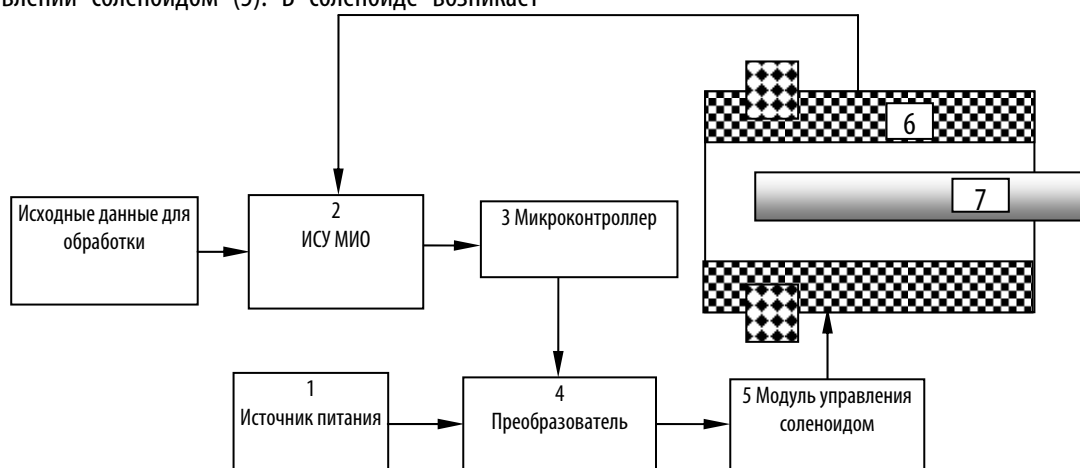 влении соленоидом (5). В соленоиде возникает
6
7
Исходные данные для
обработки
2
ИСУ МИО
3 Микроконтроллер
1
Источник питания
4
Преобразователь
5 Модуль управления
соленоидом